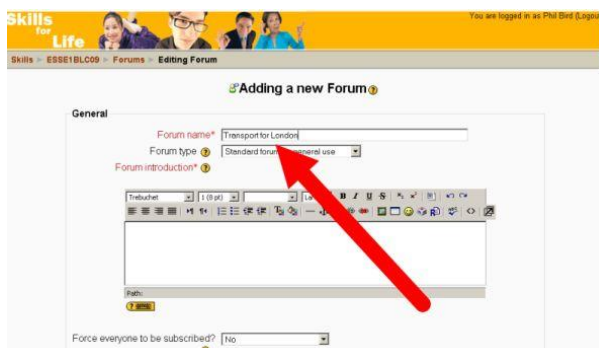 Skills
for
Life
You are logged in as Phil Bird (Logou
Skills ► ESSE1BLC09 ► Forums ► Editing Forum
Adding a new Forum
General
Forum name* Transport for London
Forum type Standard forum general use
Forum introduction*
Trebuchet 1 (8 pt)
Path:
Force everyone to be subscribed? No